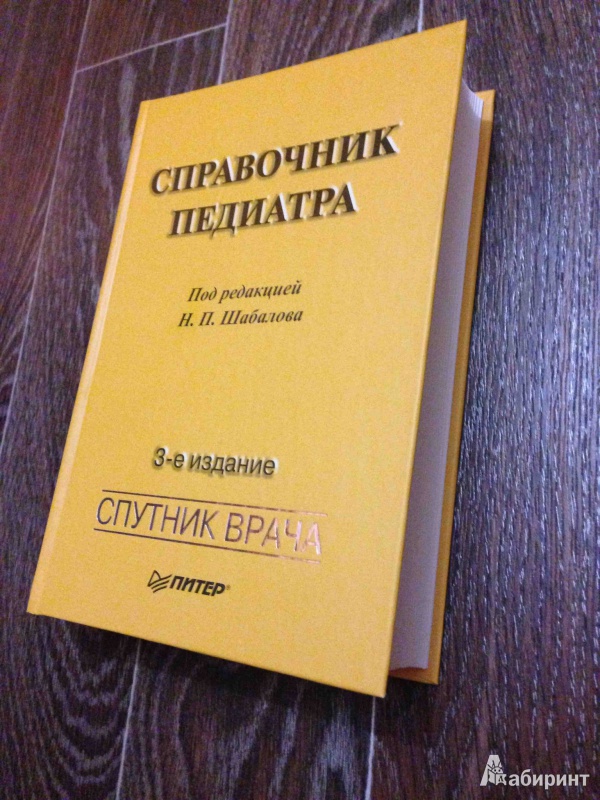 СПРАВОЧНИК
ПЕДИАТРА
Под редакцией
Н. П. Шабалова
3-е издание
СПУТНИК ВРАЧА
ПИТЕР®
Лабиринт